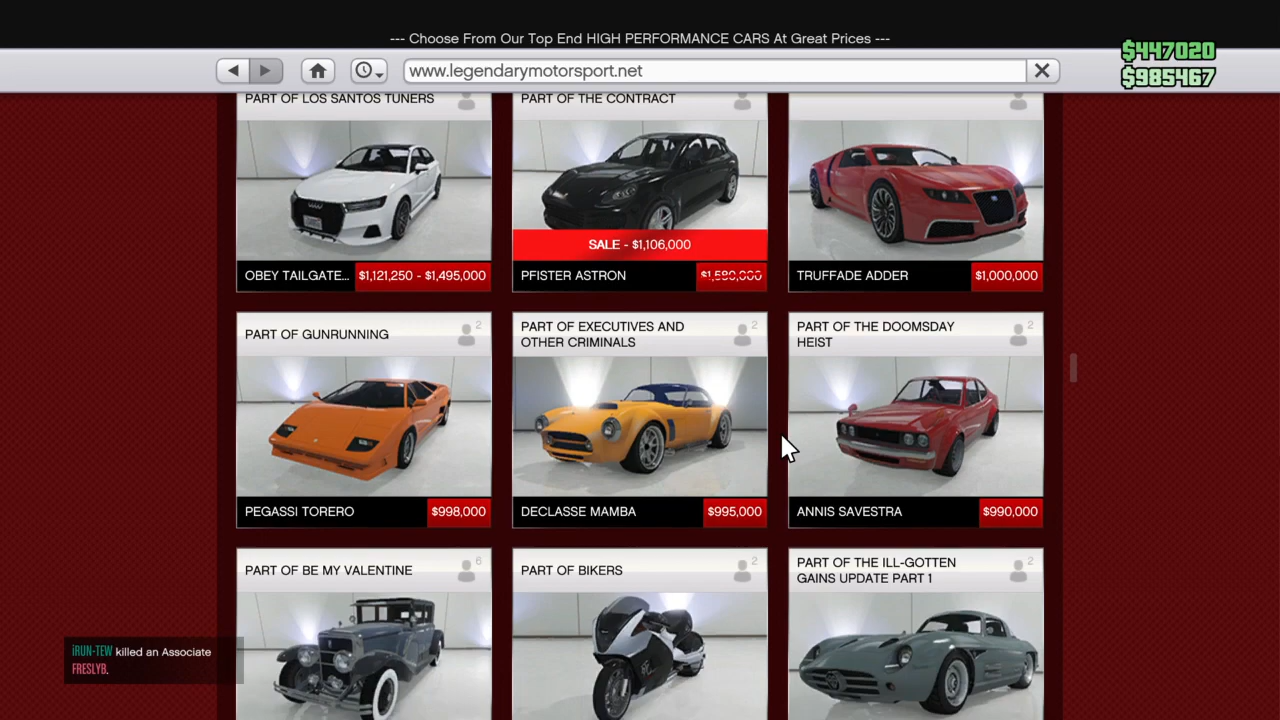 --- Choose From Our Top End HIGH PERFORMANCE CARS At Great Prices ---
$447020
www.legendarymotorsport.net
$985467
PART OF LOS SANTOS TUNERS
PART OF THE CONTRACT
SALE - $1,106,000
OBEY TAILGATE...
$1,121,250 - $1,495,000
PFISTER ASTRON
$1,580,000
TRUFFADE ADDER
$1,000,000
PART OF GUNRUNNING
2
PART OF EXECUTIVES AND
OTHER CRIMINALS
2
PART OF THE DOOMSDAY
HEIST
2
PEGASSI TORERO
$998,000
DECLASSE MAMBA
$995,000
ANNIS SAVESTRA
$990,000
PART OF BE MY VALENTINE
6
PART OF BIKERS
2
PART OF THE ILL-GOTTEN
GAINS UPDATE PART 1
2
iRUN-TEW killed an Associate
FRESLYB.